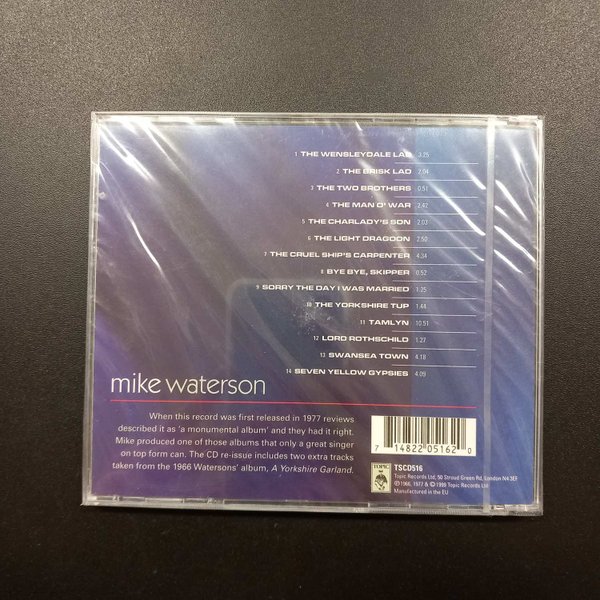 1 THE WENSLEYDALE LAD 3.25
2 THE BRISK LAD 2.04
3 THE TWO BROTHERS 0.51
4 THE MAN O' WAR 2.42
5 THE CHARLADY'S SON 2.03
6 THE LIGHT DRAGOON 2.50
7 THE CRUEL SHIP'S CARPENTER 4.34
8 BYE BYE, SKIPPER 0.52
9 SORRY THE DAY I WAS MARRIED 1.25
10 THE YORKSHIRE TUP 1.44
11 TAMLYN 10.51
12 LORD ROTHSCHILD 1.27
13 SWANSEA TOWN 4.18
14 SEVEN YELLOW GYPSIES 4.09
mike waterson
When this record was first released in 1977 reviews
described it as 'a monumental album' and they had it right.
Mike produced one of those albums that only a great singer
on top form can. The CD re-issue includes two extra tracks
taken from the 1966 Watersons' album, A Yorkshire Garland.
7 14822 05162 0
TOPIC
TSCD516
Topic Records Ltd, 50 Stroud Green Rd, London N4 3EF
℗ 1966, 1977 & © 1999 Topic Records Ltd
Manufactured in the EU